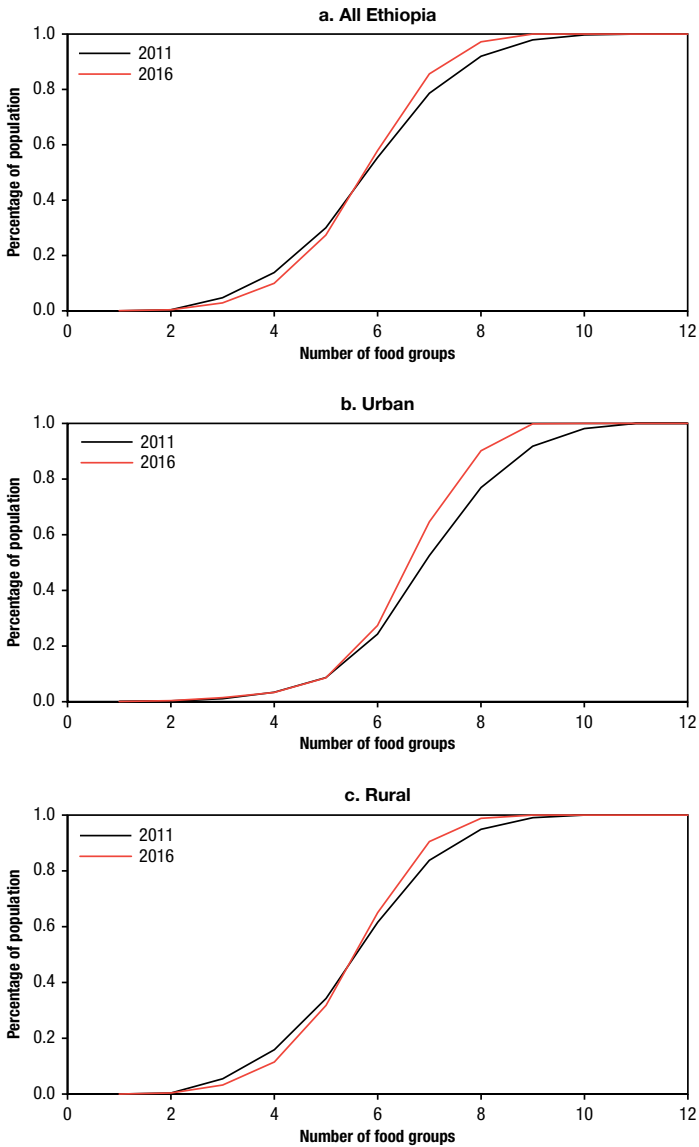 a. All Ethiopia
1.0
2011
2016
0.8
0.6
0.4
0.2
0.0
Percentage of population
0 2 4 6 8 10 12
Number of food groups
b. Urban
1.0
2011
2016
0.8
0.6
0.4
0.2
0.0
Percentage of population
0 2 4 6 8 10 12
Number of food groups
c. Rural
1.0
2011
2016
0.8
0.6
0.4
0.2
0.0
Percentage of population
0 2 4 6 8 10 12
Number of food groups